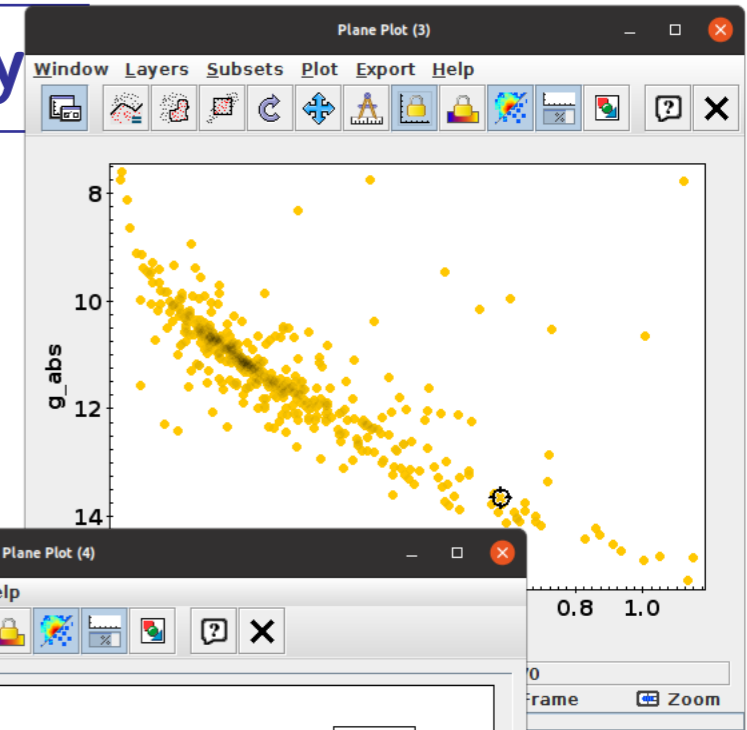 y
Plane Plot (3)
Window Layers Subsets Plot Export Help
8
10
g_abs
12
14
Plane Plot (4)
elp
0.8 1.0
70
Frame Zoom